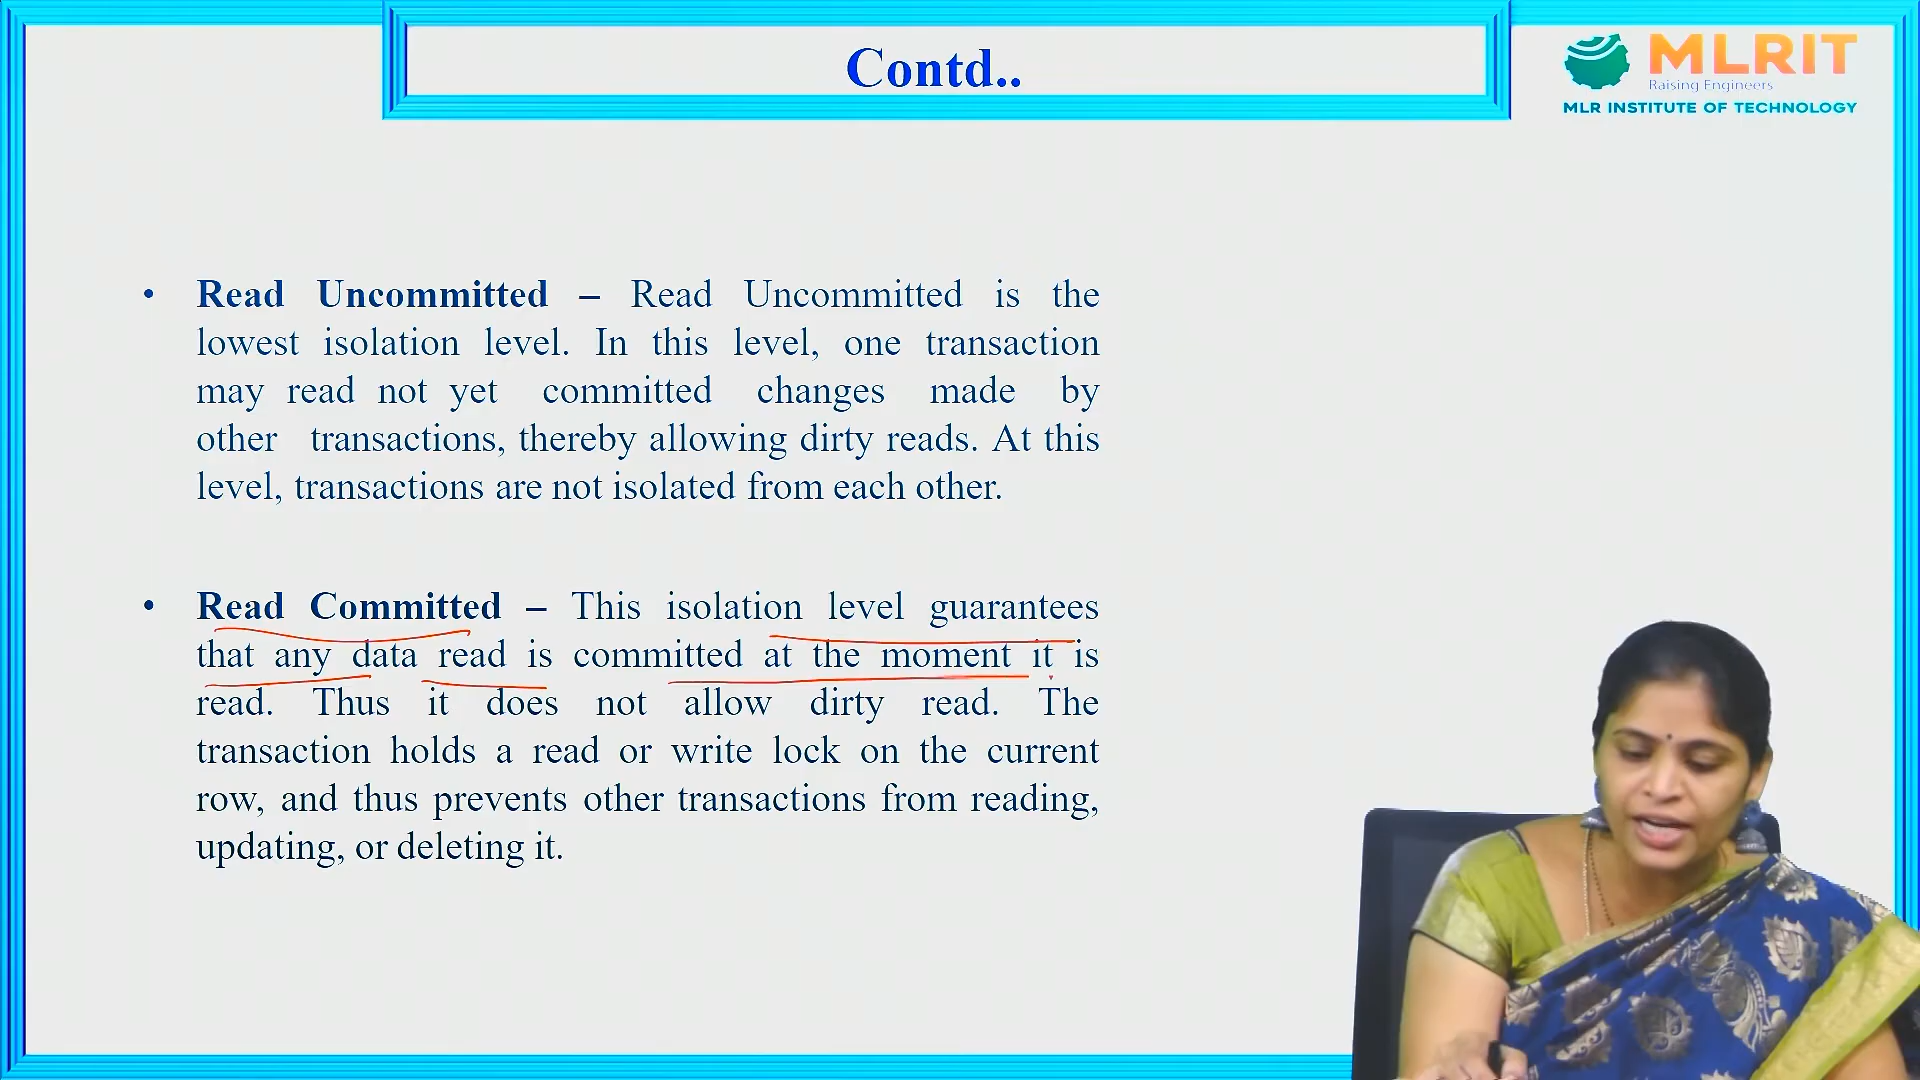 Contd..
MLRIT
Raising Engineers
MLR INSTITUTE OF TECHNOLOGY
• Read Uncommitted – Read Uncommitted is the
lowest isolation level. In this level, one transaction
may read not yet committed changes made by
other transactions, thereby allowing dirty reads. At this
level, transactions are not isolated from each other.
• Read Committed – This isolation level guarantees
that any data read is committed at the moment it is
read. Thus it does not allow dirty read. The
transaction holds a read or write lock on the current
row, and thus prevents other transactions from reading,
updating, or deleting it.